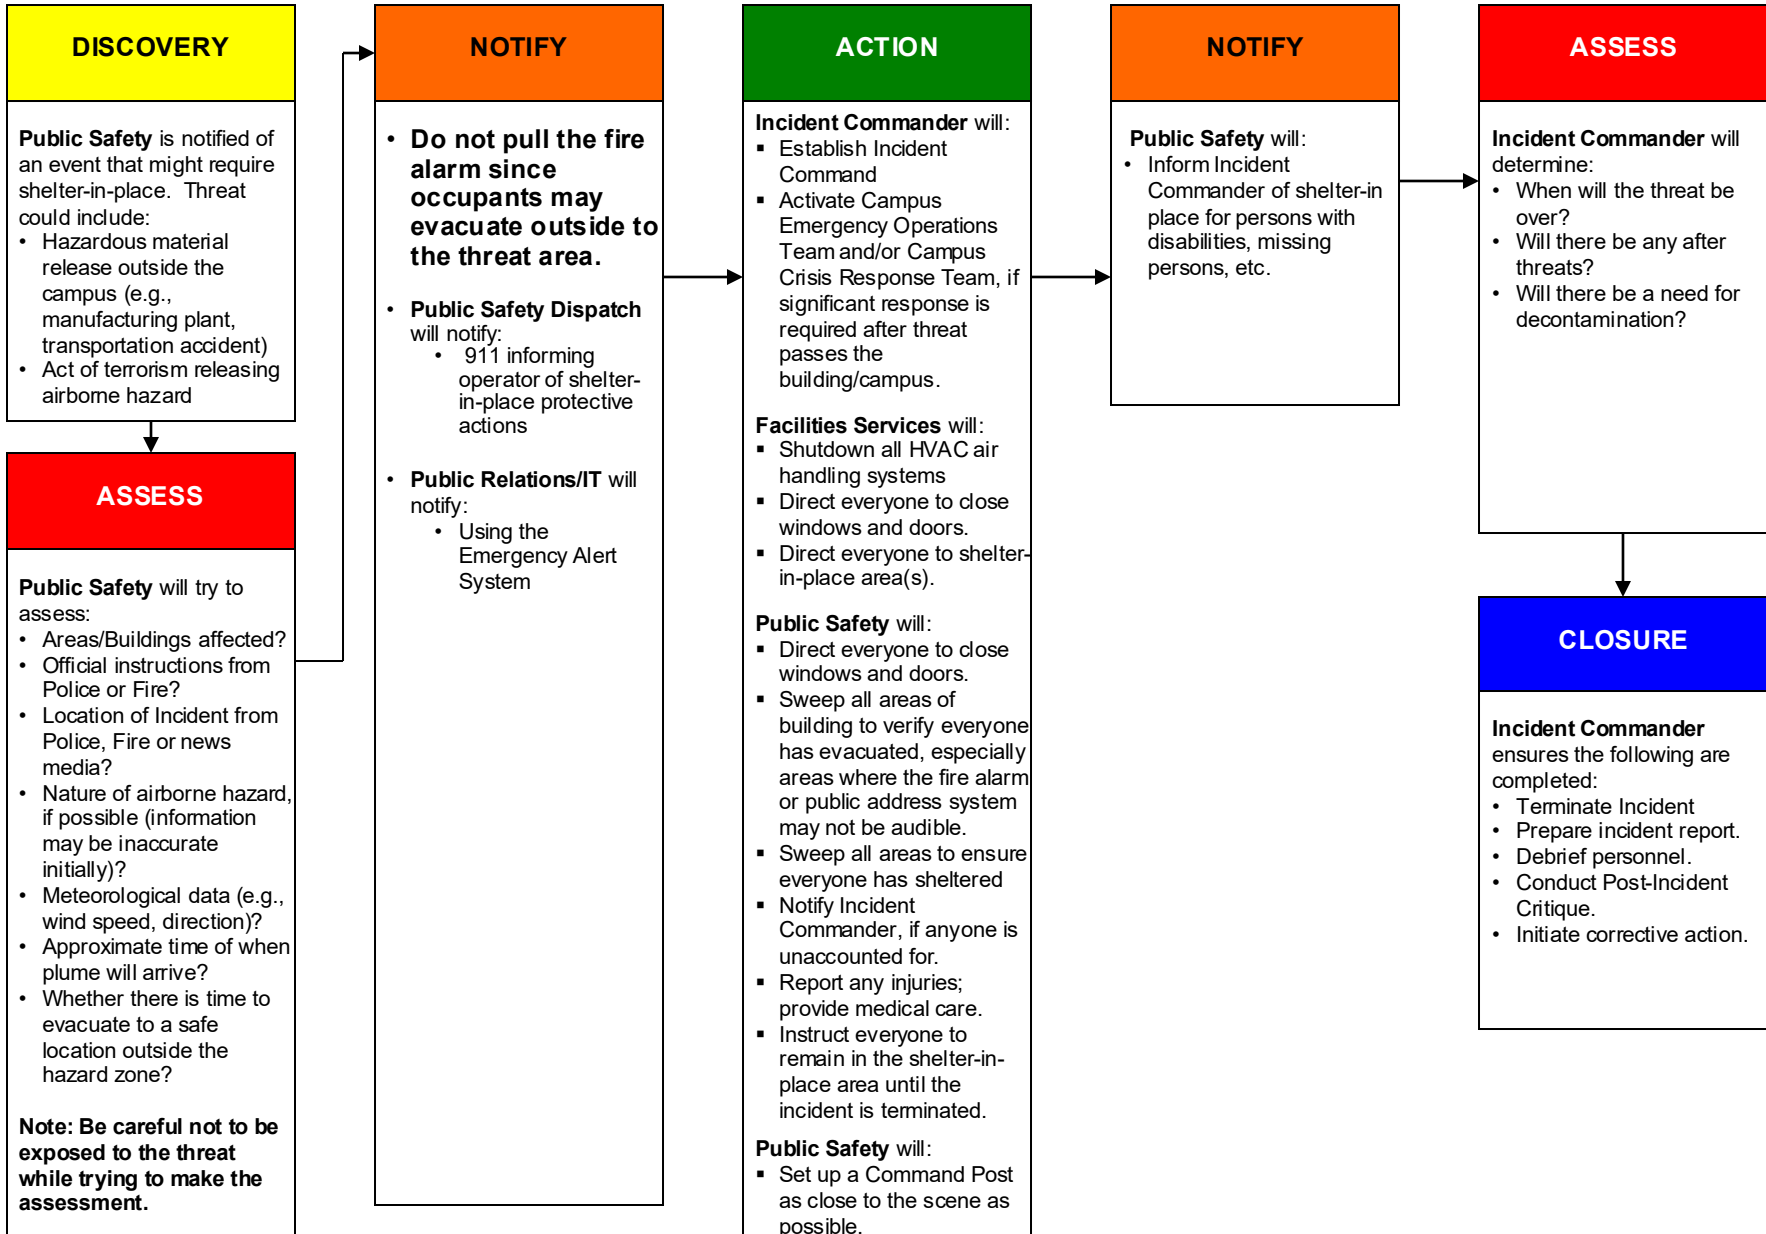 DISCOVERY
Public Safety is notified of
an event that might require
shelter-in-place.  Threat
could include:
• Hazardous material
release outside the
campus (e.g.,
manufacturing plant,
transportation accident)
• Act of terrorism releasing
airborne hazard
ASSESS
Public Safety will try to
assess:
• Areas/Buildings affected?
• Official instructions from
Police or Fire?
• Location of Incident from
Police, Fire or news
media?
• Nature of airborne hazard,
if possible (information
may be inaccurate
initially)?
• Meteorological data (e.g.,
wind speed, direction)?
• Approximate time of when
plume will arrive?
• Whether there is time to
evacuate to a safe
location outside the
hazard zone?
Note: Be careful not to be
exposed to the threat
while trying to make the
assessment.
NOTIFY
• Do not pull the fire
alarm since
occupants may
evacuate outside to
the threat area.
• Public Safety Dispatch
will notify:
• 911 informing
operator of shelter-
in-place protective
actions
• Public Relations/IT will
notify:
• Using the
Emergency Alert
System
ACTION
Incident Commander will:
▪ Establish Incident
Command
▪ Activate Campus
Emergency Operations
Team and/or Campus
Crisis Response Team, if
significant response is
required after threat
passes the
building/campus.
Facilities Services will:
▪ Shutdown all HVAC air
handling systems
▪ Direct everyone to close
windows and doors.
▪ Direct everyone to shelter-
in-place area(s).
Public Safety will:
▪ Direct everyone to close
windows and doors.
▪ Sweep all areas of
building to verify everyone
has evacuated, especially
areas where the fire alarm
or public address system
may not be audible.
▪ Sweep all areas to ensure
everyone has sheltered
▪ Notify Incident
Commander, if anyone is
unaccounted for.
▪ Report any injuries;
provide medical care.
▪ Instruct everyone to
remain in the shelter-in-
place area until the
incident is terminated.
Public Safety will:
▪ Set up a Command Post
as close to the scene as
possible.
NOTIFY
Public Safety will:
• Inform Incident
Commander of shelter-in
place for persons with
disabilities, missing
persons, etc.
ASSESS
Incident Commander will
determine:
• When will the threat be
over?
• Will there be any after
threats?
• Will there be a need for
decontamination?
CLOSURE
Incident Commander
ensures the following are
completed:
• Terminate Incident
• Prepare incident report.
• Debrief personnel.
• Conduct Post-Incident
Critique.
• Initiate corrective action.